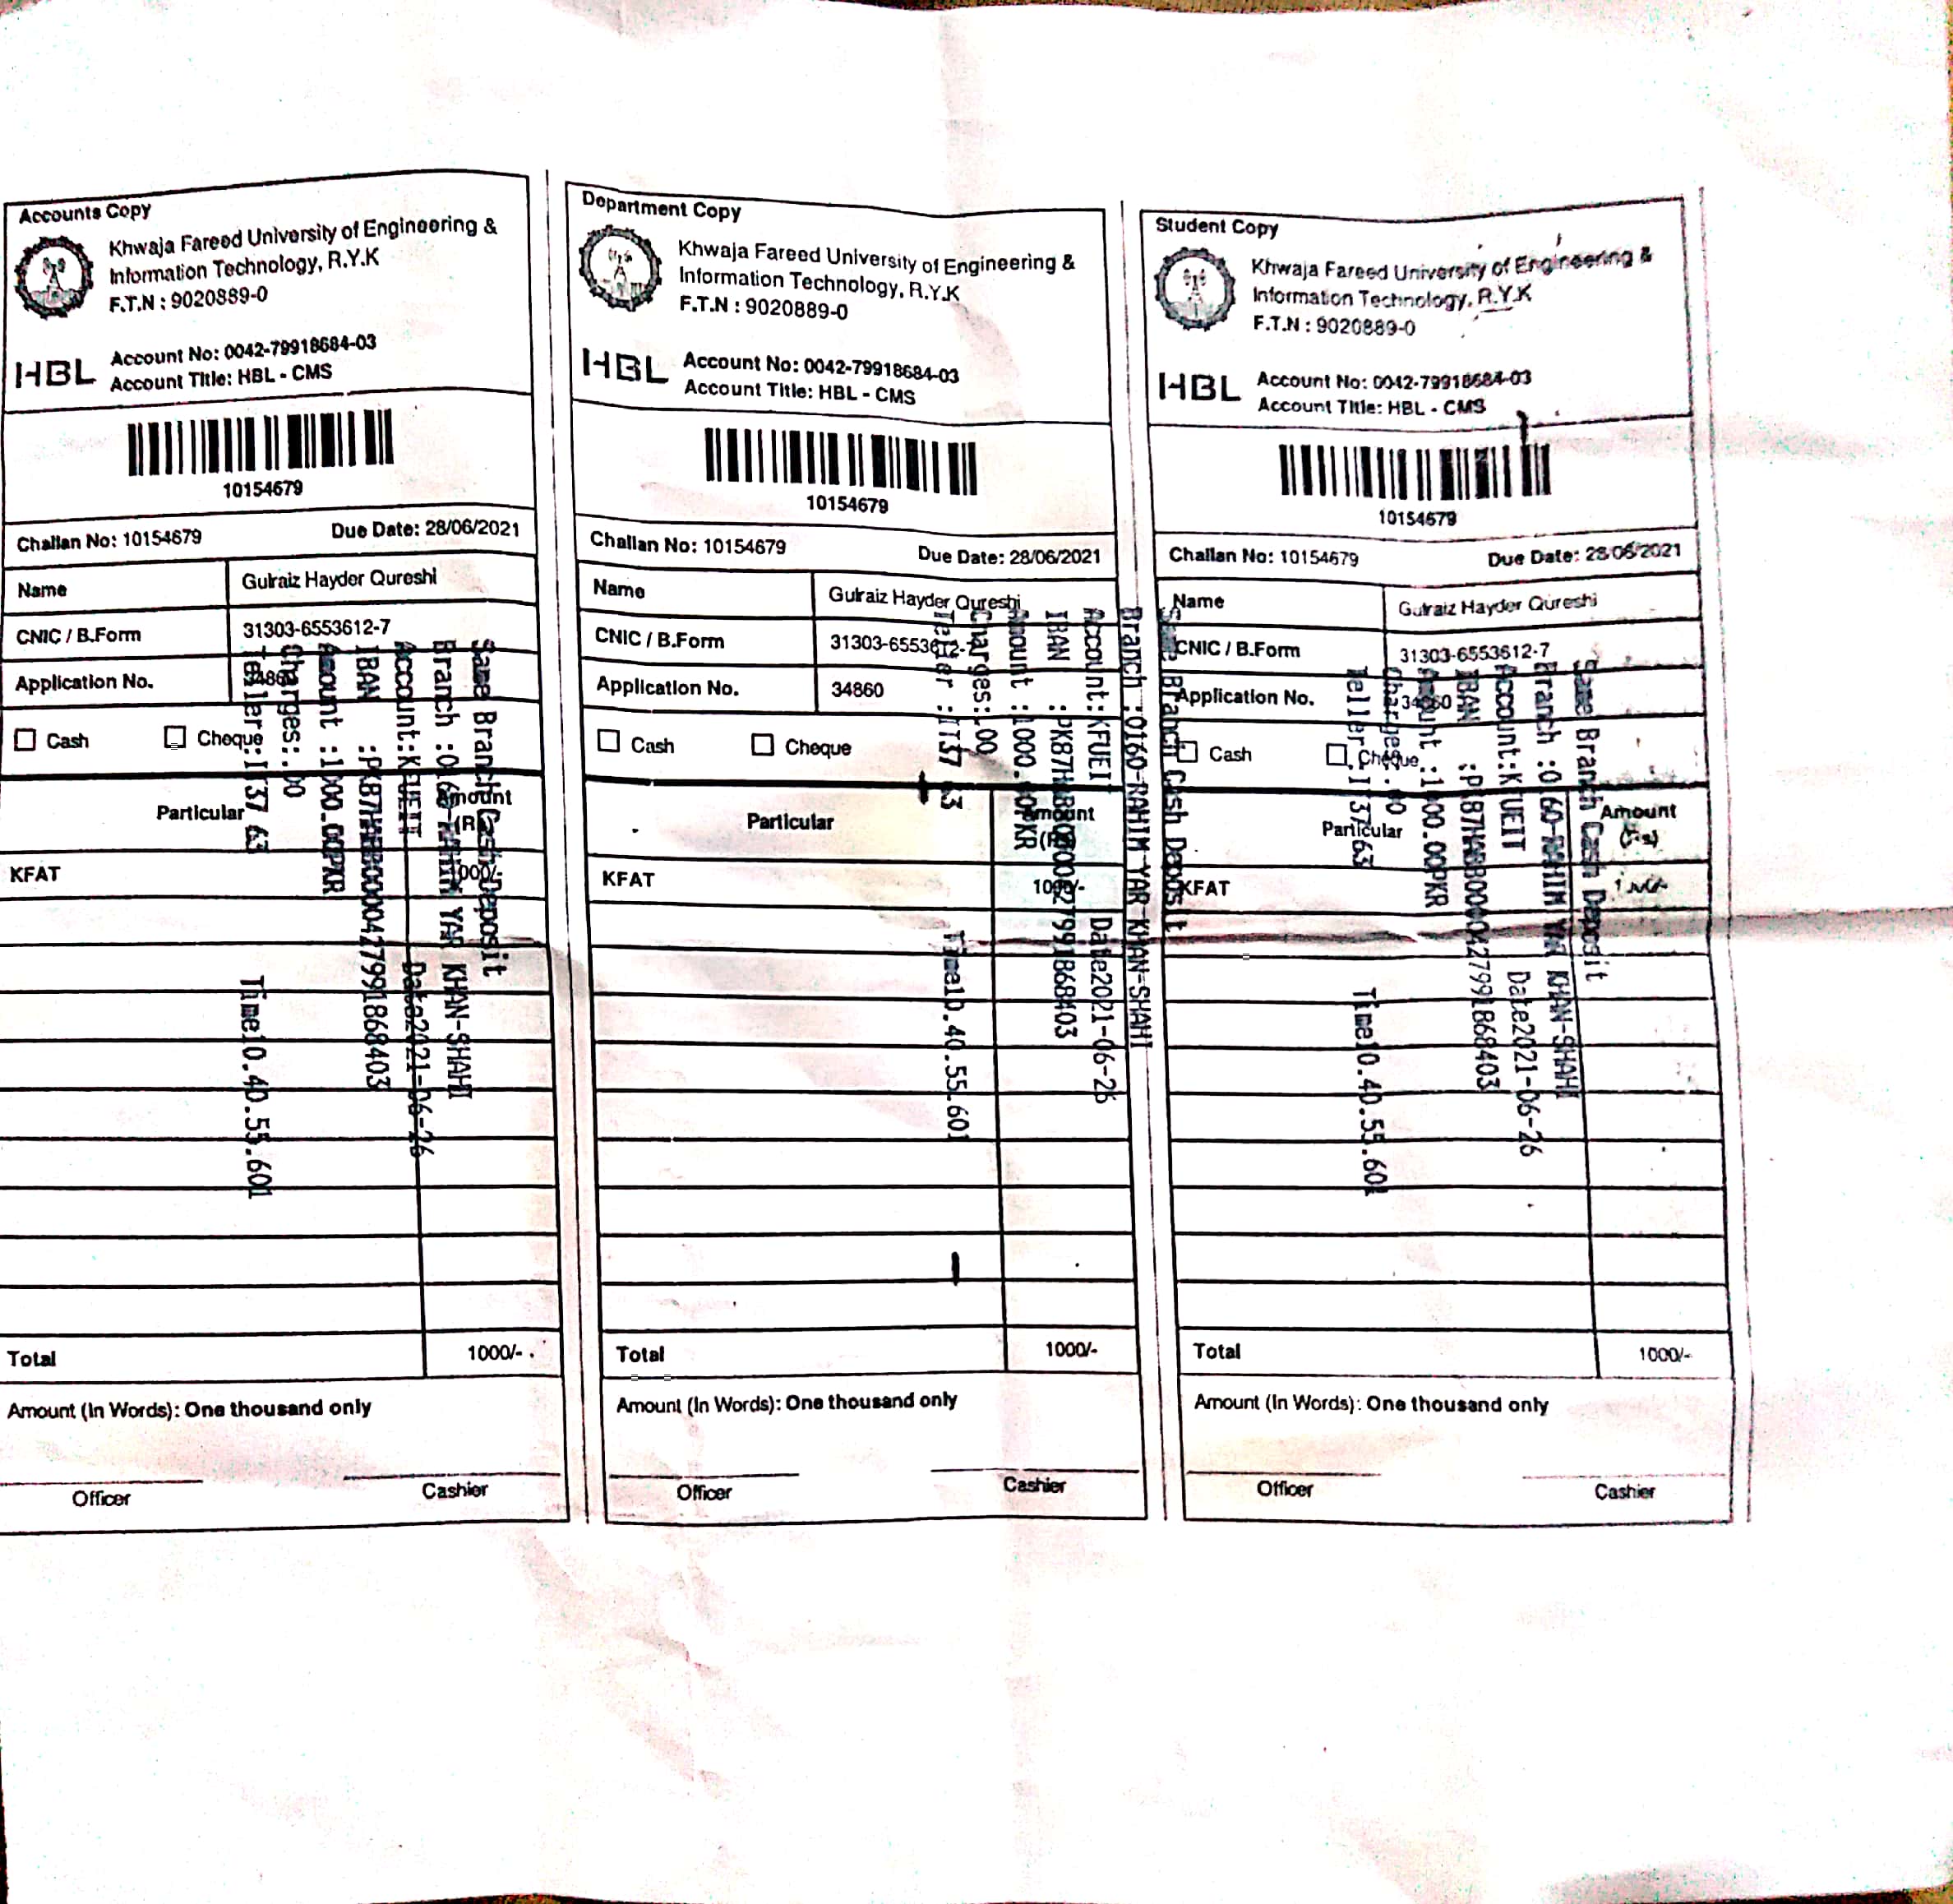 Accounts Copy
Khwaja Fareed University of Engineering &
Information Technology, R.Y.K
F.T.N : 9020889-0
HBL
Account No: 0042-79918684-03
Account Title: HBL - CMS
10154679
Challan No: 10154679 Due Date: 28/06/2021
Name Gulraiz Hayder Qureshi
CNIC / B.Form 31303-6553612-7
Application No. 34860
Cash Cheque
Particular Amount
KFAT 1000/-
Total 1000/-
Amount (In Words): One thousand only
Officer Cashier
Same Branch Cash Deposit
Branch :0160-RAHIM YAR KHAN-SHAHI
Account:KFUEIT Date2021-06-26
IBAN :PK87HABB0000427991868403
Amount :1000.00PKR
Charges:.00
Teller: Time10.40.55.601
Department Copy
Khwaja Fareed University of Engineering &
Information Technology, R.Y.K
F.T.N : 9020889-0
HBL
Account No: 0042-79918684-03
Account Title: HBL - CMS
10154679
Challan No: 10154679 Due Date: 28/06/2021
Name Gulraiz Hayder Qureshi
CNIC / B.Form 31303-6553612-7
Application No. 34860
Cash Cheque
Particular Amount
KFAT 1000/-
Total 1000/-
Amount (In Words): One thousand only
Officer Cashier
Same Branch Cash Deposit
Branch :0160-RAHIM YAR KHAN-SHAHI
Account:KFUEIT Date2021-06-26
IBAN :PK87HABB0000427991868403
Amount :1000.00PKR
Charges:.00
Teller : Time10.40.55.601
Student Copy
Khwaja Fareed University of Engineering &
Information Technology, R.Y.K
F.T.N : 9020889-0
HBL
Account No: 0042-79918684-03
Account Title: HBL - CMS
10154679
Challan No: 10154679 Due Date: 28/06/2021
Name Gulraiz Hayder Qureshi
CNIC / B.Form 31303-6553612-7
Application No. 34860
Cash Cheque
Particular Amount
KFAT
Total 1000/-
Amount (In Words): One thousand only
Officer Cashier
Same Branch Cash Deposit
Branch :0160-RAHIM YAR KHAN-SHAHI
Account:KFUEIT Date2021-06-26
IBAN :PK87HABB0000427991868403
Amount :1000.00PKR
Charges:.00
Teller: Time10.40.55.601